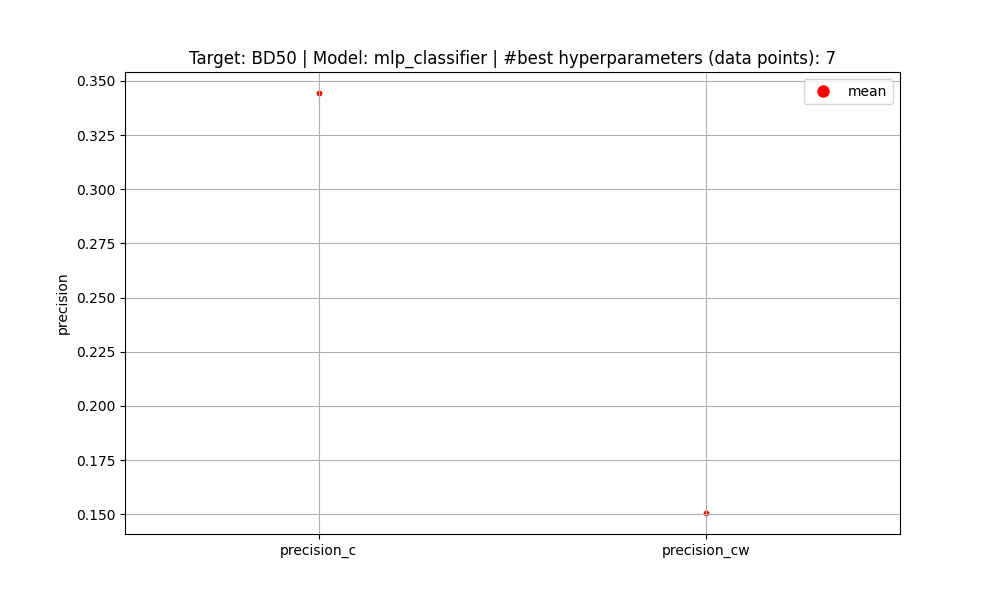 Target: BD50 | Model: mlp_classifier | #best hyperparameters (data points): 7
mean
precision
0.350
0.325
0.300
0.275
0.250
0.225
0.200
0.175
0.150
precision_c
precision_cw